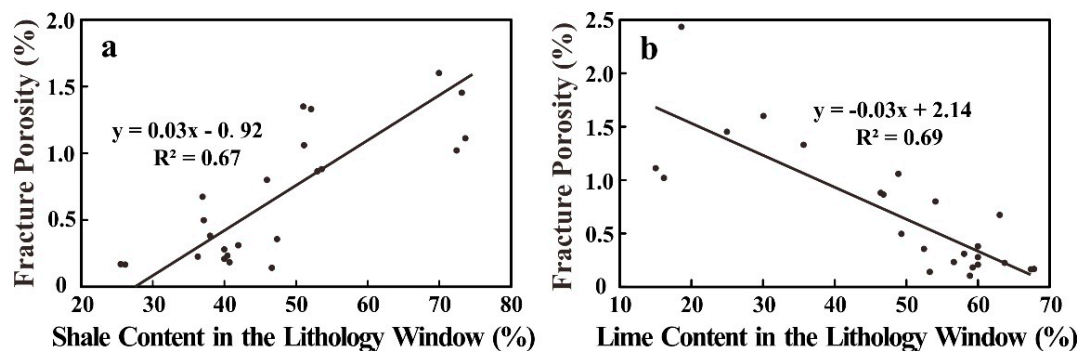 a
Fracture Porosity (%)
2.0
1.5
1.0
0.5
0
y = 0.03x - 0. 92
R² = 0.67
20 30 40 50 60 70 80
Shale Content in the Lithology Window (%)
b
Fracture Porosity (%)
2.5
2.0
1.5
1.0
0.5
0
y = -0.03x + 2.14
R² = 0.69
10 20 30 40 50 60 70
Lime Content in the Lithology Window (%)